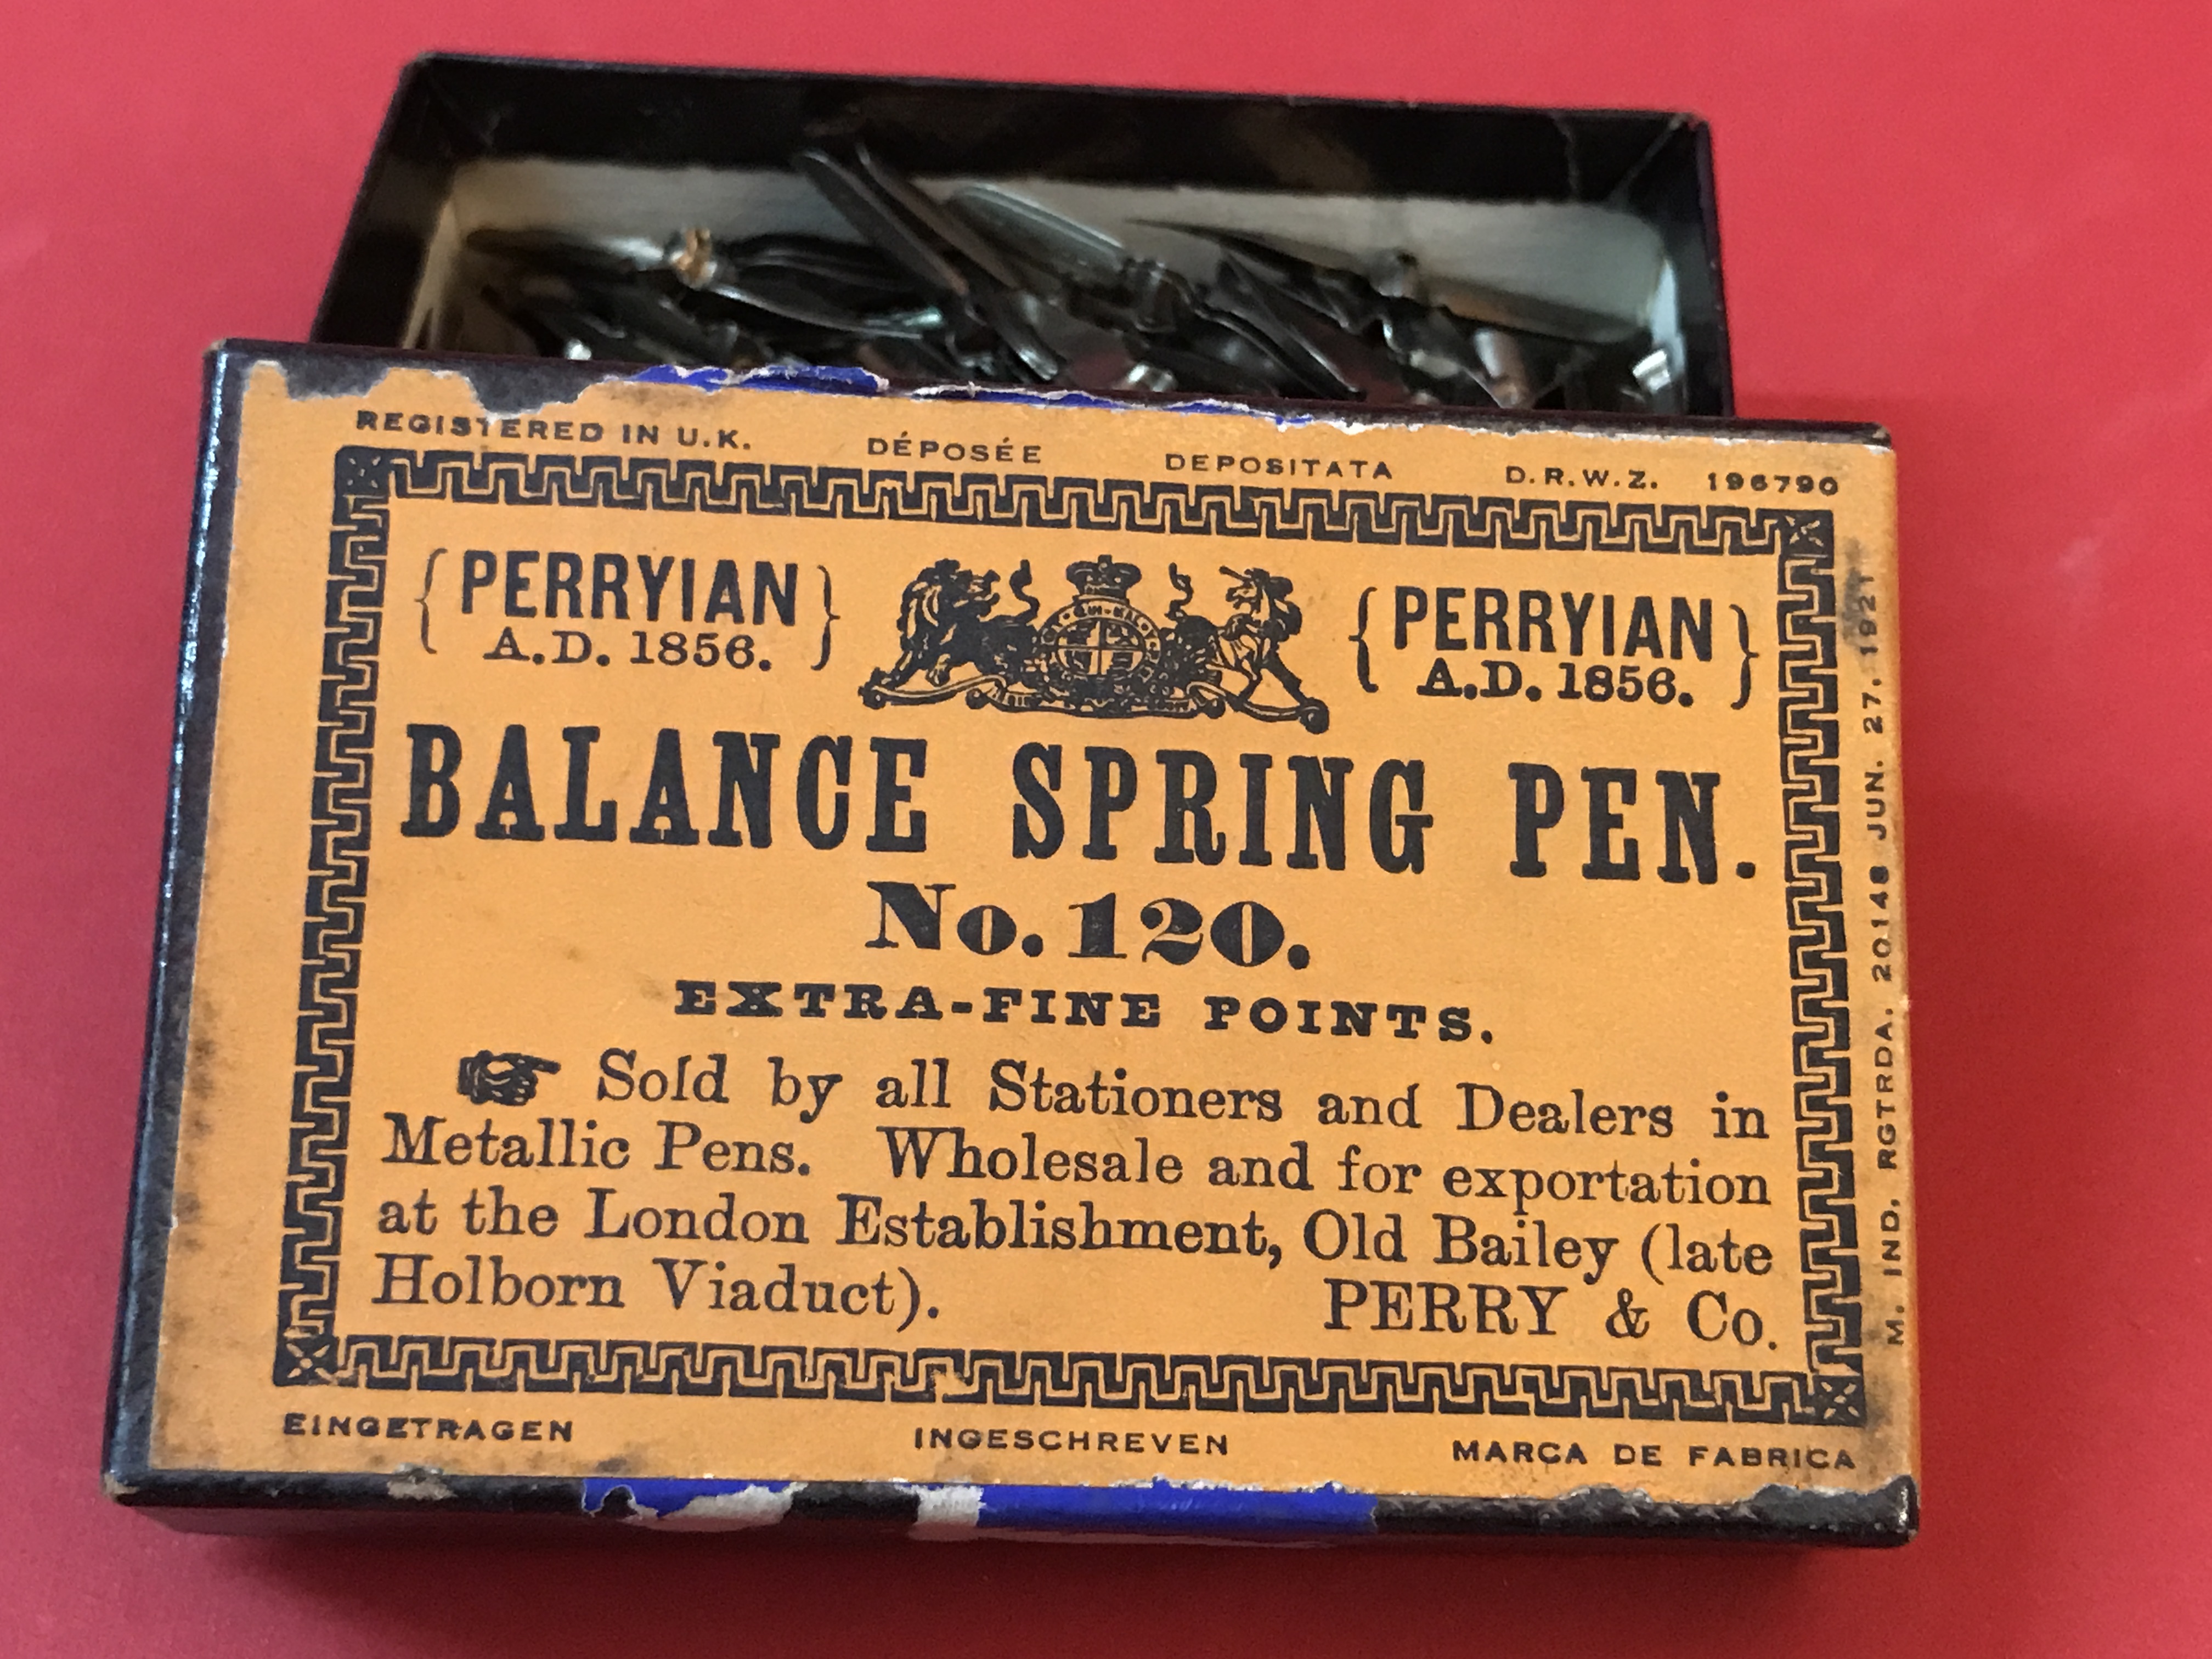 REGISTERED IN U.K. DÉPOSÉE DEPOSITATA D.R.W.Z. 196790
{ PERRYIAN } { PERRYIAN }
A.D. 1856. A.D. 1856.
BALANCE SPRING PEN.
No. 120.
EXTRA-FINE POINTS.
☞ Sold by all Stationers and Dealers in
Metallic Pens. Wholesale and for exportation
at the London Establishment, Old Bailey (late
Holborn Viaduct). PERRY & Co.
EINGETRAGEN INGESCHREVEN MARCA DE FABRICA
M. IND. RGTRDA. 20148 JUN. 27. 1921